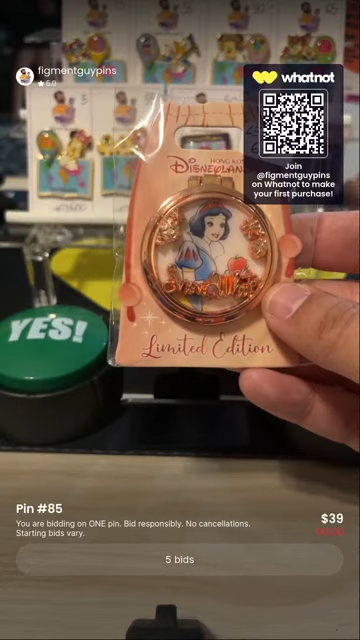 figmentguypins
★ 5.0
whatnot
Join
@figmentguypins
on Whatnot to make
your first purchase!
HONG KONG
DISNEYLAND
Snow White
Limited Edition
YES!
Pin #85
You are bidding on ONE pin. Bid responsibly. No cancellations.
Starting bids vary.
$39
5 bids